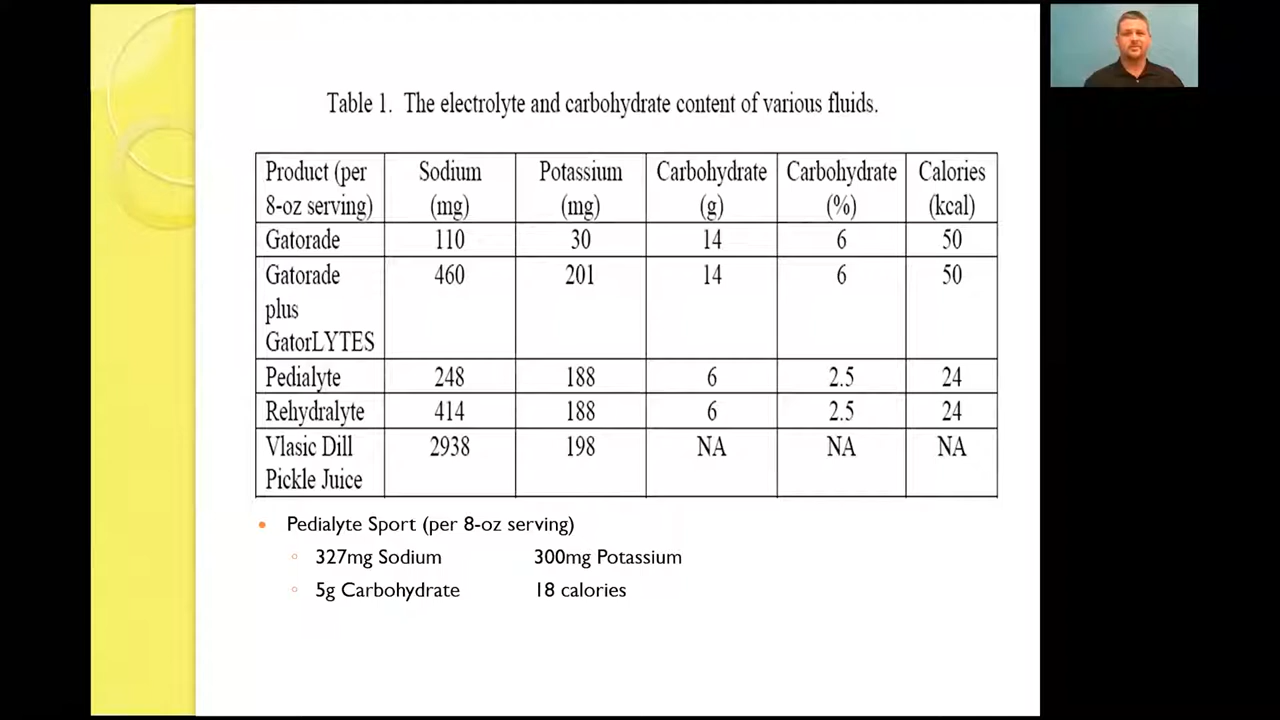 Table 1. The electrolyte and carbohydrate content of various fluids.
Product (per 8-oz serving) Sodium (mg) Potassium (mg) Carbohydrate (g) Carbohydrate (%) Calories (kcal)
Gatorade 110 30 14 6 50
Gatorade plus GatorLYTES 460 201 14 6 50
Pedialyte 248 188 6 2.5 24
Rehydralyte 414 188 6 2.5 24
Vlasic Dill Pickle Juice 2938 198 NA NA NA
• Pedialyte Sport (per 8-oz serving)
◦ 327mg Sodium 300mg Potassium
◦ 5g Carbohydrate 18 calories